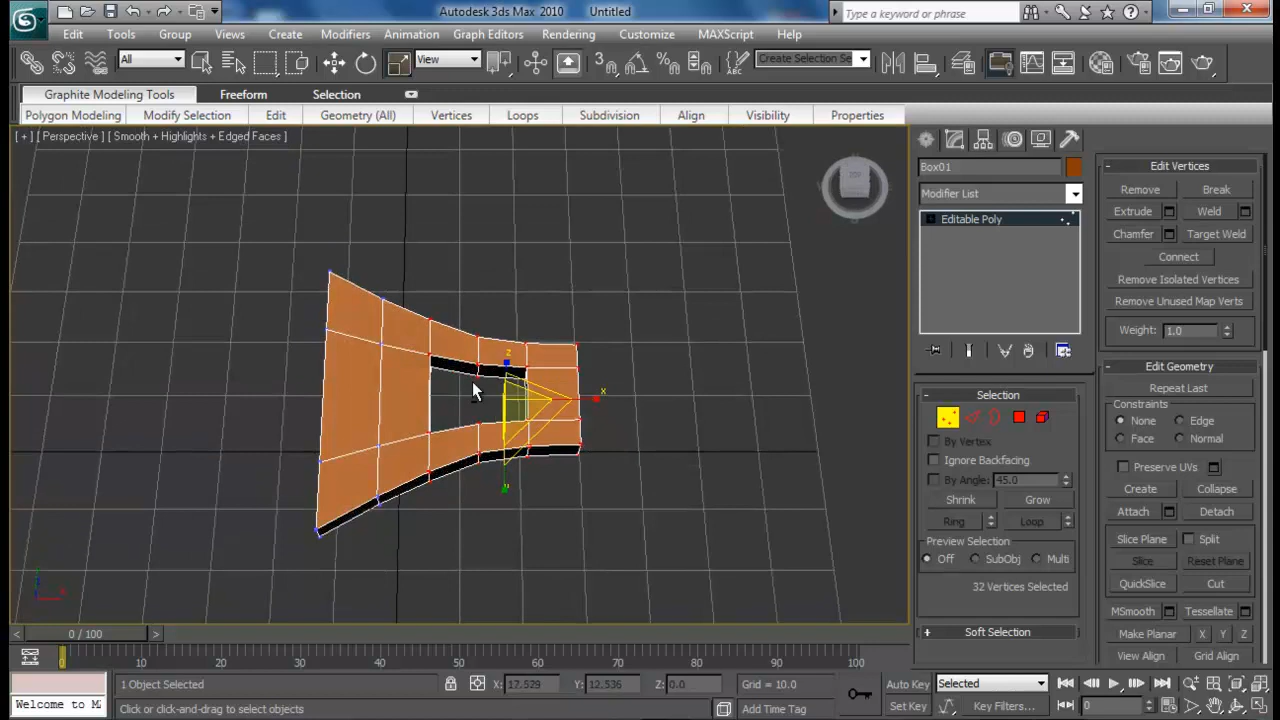 Autodesk 3ds Max 2010 Untitled
Type a keyword or phrase
Edit Tools Group Views Create Modifiers Animation Graph Editors Rendering Customize MAXScript Help
All View Create Selection Se
Graphite Modeling Tools Freeform Selection
Polygon Modeling Modify Selection Edit Geometry (All) Vertices Loops Subdivision Align Visibility Properties
[ + ] [ Perspective ] [ Smooth + Highlights + Edged Faces ]
Box01
Modifier List
Editable Poly
Selection
By Vertex
Ignore Backfacing
By Angle: 45.0
Shrink Grow
Ring Loop
Preview Selection
Off SubObj Multi
32 Vertices Selected
Soft Selection
Edit Vertices
Remove Break
Extrude Weld
Chamfer Target Weld
Connect
Remove Isolated Vertices
Remove Unused Map Verts
Weight: 1.0
Edit Geometry
Repeat Last
Constraints
None Edge
Face Normal
Preserve UVs
Create Collapse
Attach Detach
Slice Plane Split
Slice Reset Plane
QuickSlice Cut
MSmooth Tessellate
Make Planar X Y Z
View Align Grid Align
x
z
y
< 0 / 100 >
0 10 20 30 40 50 60 70 80 90 100
1 Object Selected X: 17.529 Y: 12.536 Z: 0.0 Grid = 10.0 Auto Key Selected
Welcome to MA Click or click-and-drag to select objects Add Time Tag Set Key Key Filters... 0